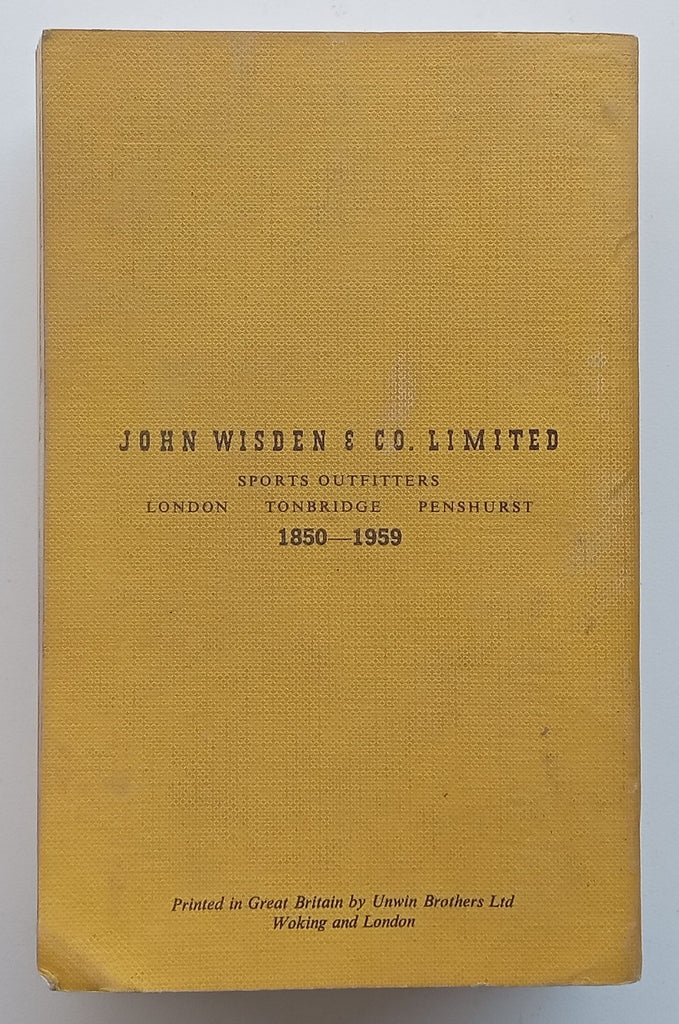 JOHN WISDEN & CO. LIMITED
SPORTS OUTFITTERS
LONDON TONBRIDGE PENSHURST
1850—1959
Printed in Great Britain by Unwin Brothers Ltd
Woking and London